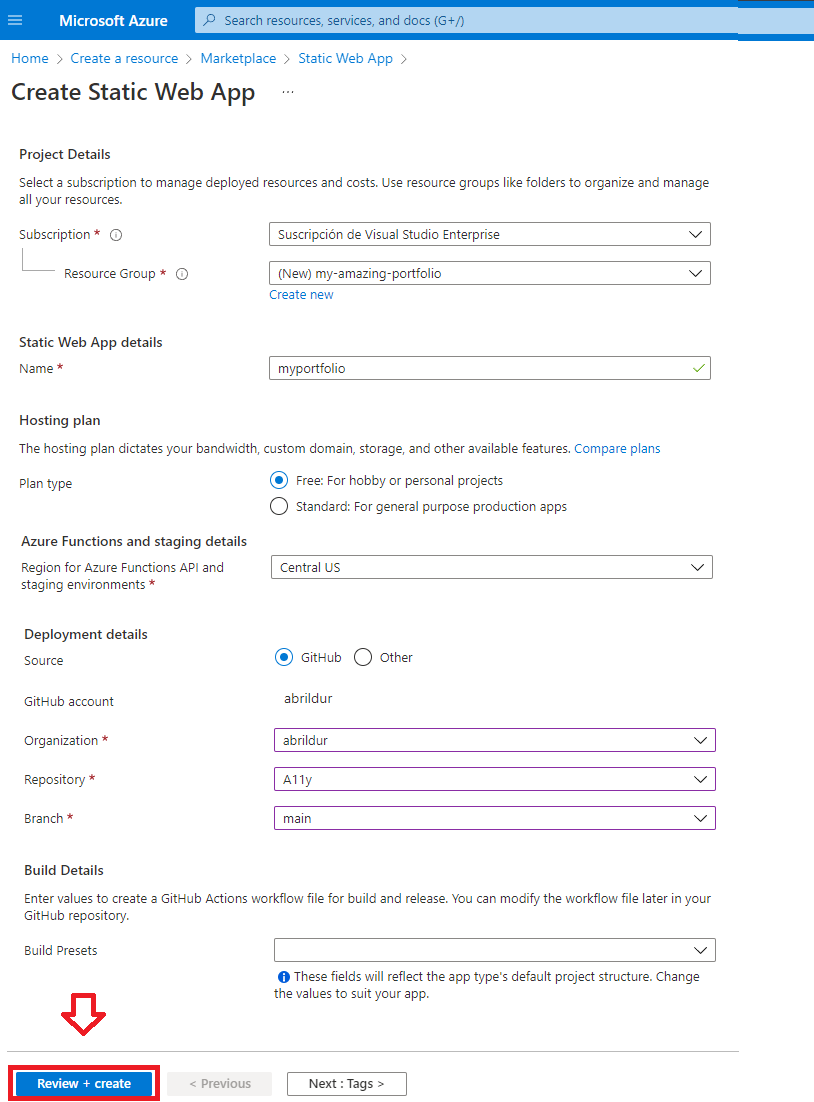 Microsoft Azure
Search resources, services, and docs (G+/)
Home > Create a resource > Marketplace > Static Web App >
Create Static Web App ...
Project Details
Select a subscription to manage deployed resources and costs. Use resource groups like folders to organize and manage
all your resources.
Subscription * Suscripción de Visual Studio Enterprise
Resource Group * (New) my-amazing-portfolio
Create new
Static Web App details
Name * myportfolio
Hosting plan
The hosting plan dictates your bandwidth, custom domain, storage, and other available features. Compare plans
Plan type
Free: For hobby or personal projects
Standard: For general purpose production apps
Azure Functions and staging details
Region for Azure Functions API and
staging environments *
Central US
Deployment details
Source GitHub Other
GitHub account abrildur
Organization * abrildur
Repository * A11y
Branch * main
Build Details
Enter values to create a GitHub Actions workflow file for build and release. You can modify the workflow file later in your
GitHub repository.
Build Presets
These fields will reflect the app type's default project structure. Change
the values to suit your app.
Review + create < Previous Next : Tags >